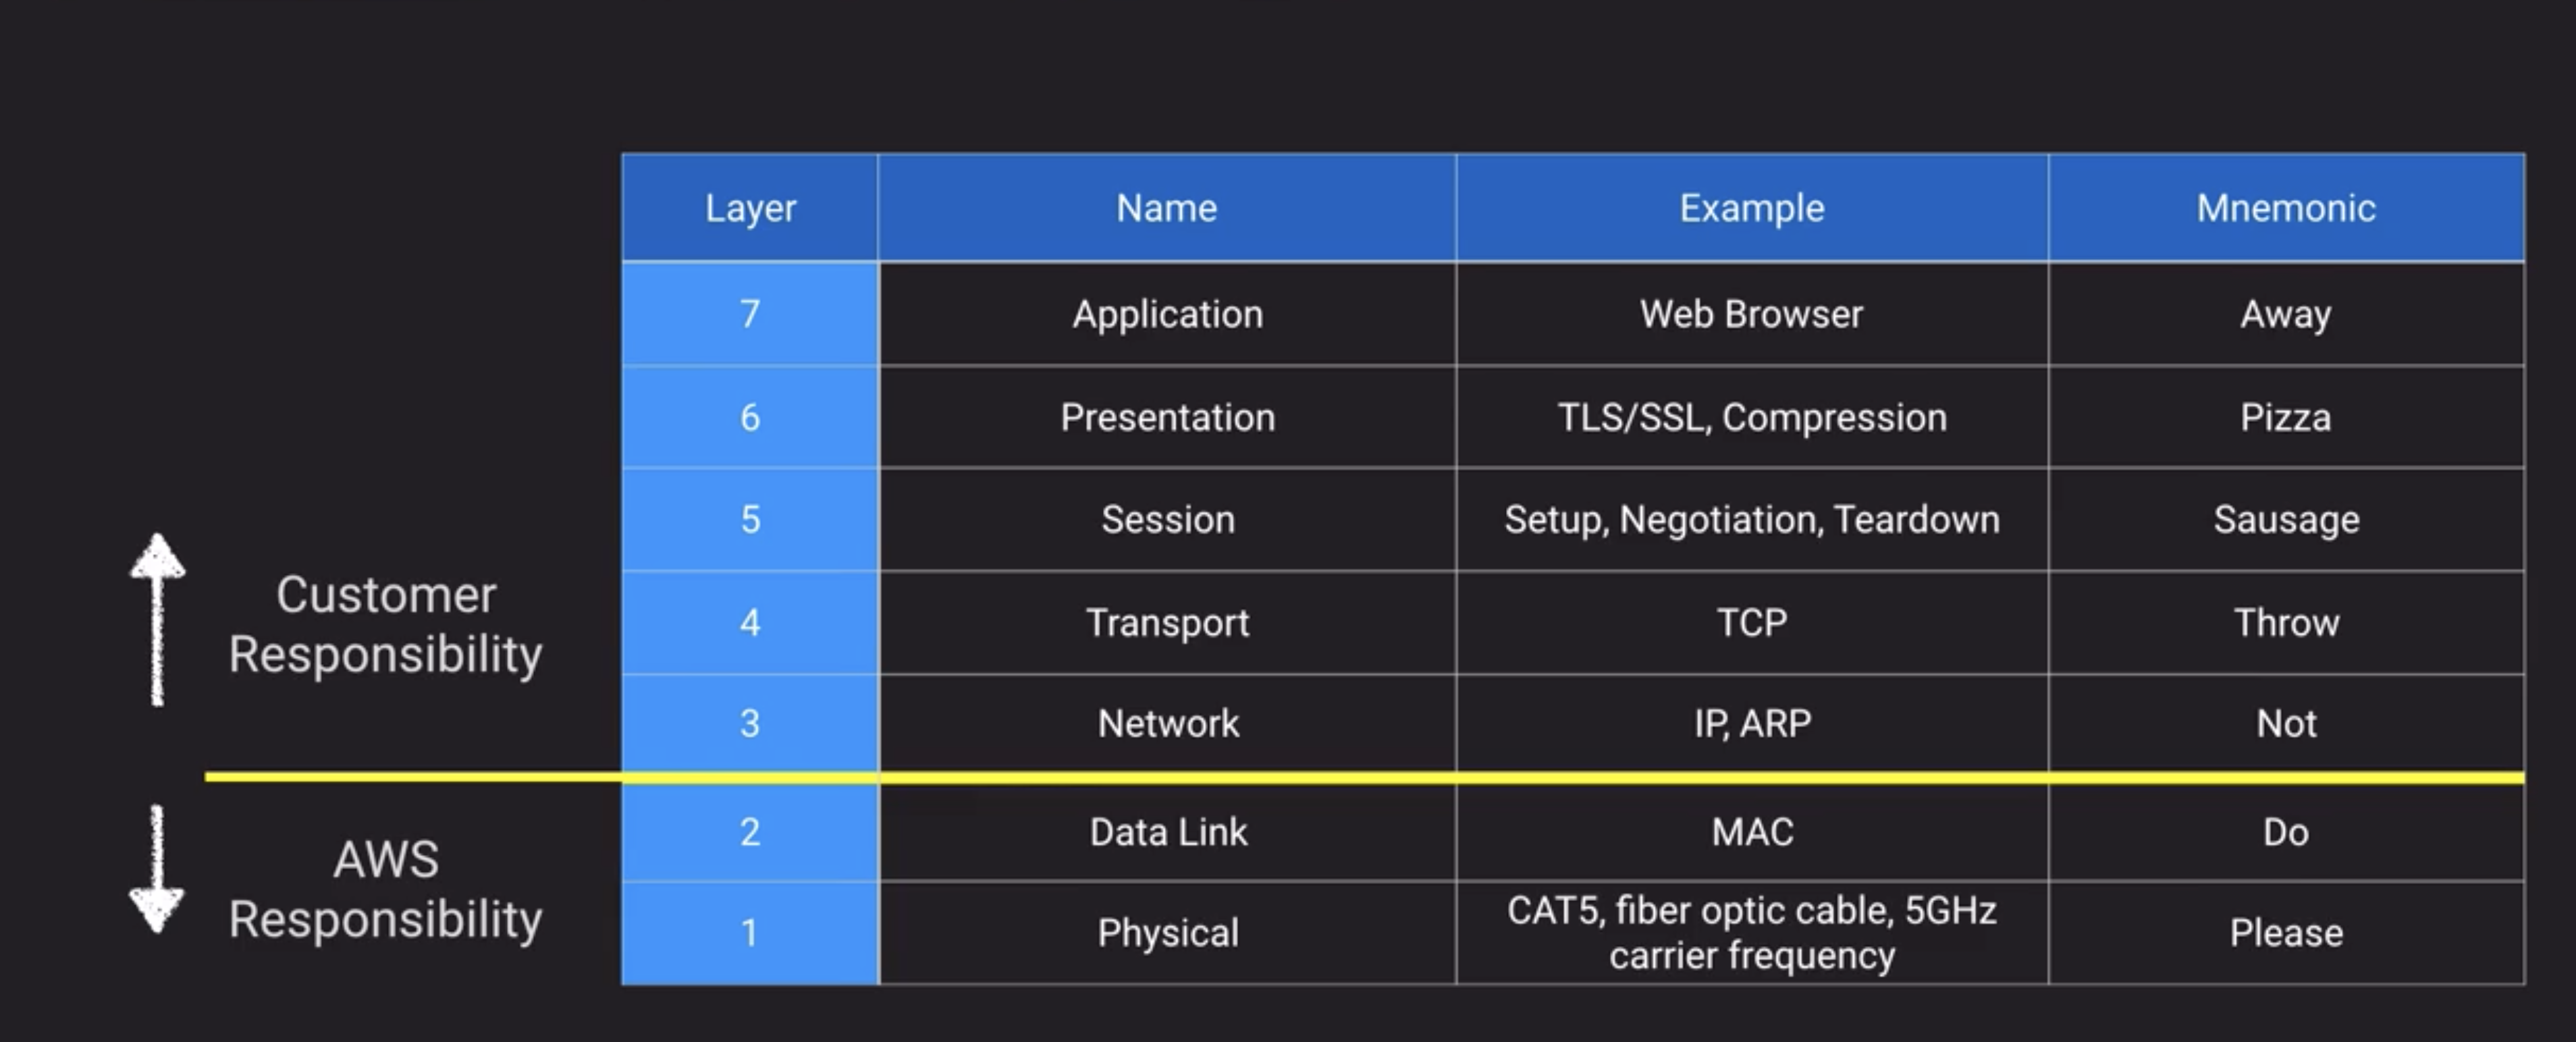 Layer Name Example Mnemonic
7 Application Web Browser Away
6 Presentation TLS/SSL, Compression Pizza
5 Session Setup, Negotiation, Teardown Sausage
4 Transport TCP Throw
3 Network IP, ARP Not
2 Data Link MAC Do
1 Physical CAT5, fiber optic cable, 5GHz
carrier frequency Please
Customer
Responsibility
AWS
Responsibility